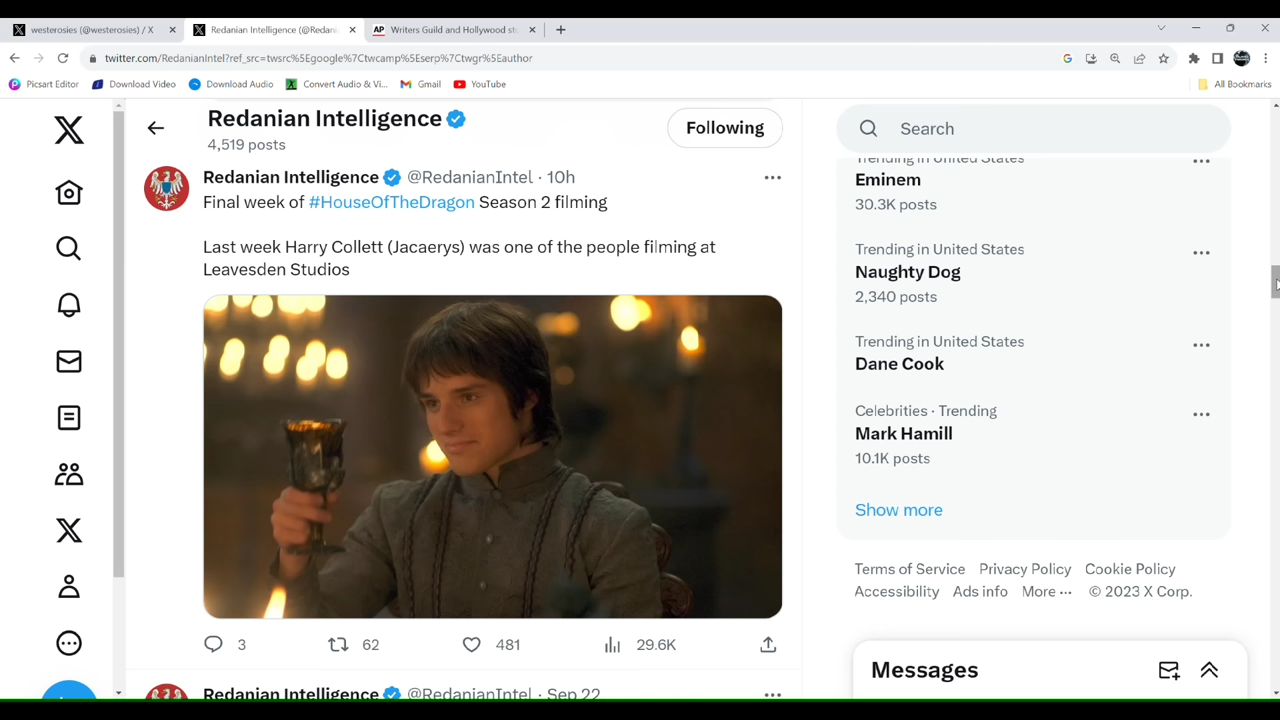 westerosies (@westerosies) / X
Redanian Intelligence (@Redani
AP
Writers Guild and Hollywood st
twitter.com/RedanianIntel?ref_src=twsrc%5Egoogle%7Ctwcamp%5Eserp%7Ctwgr%5Eauthor
Picsart Editor
Download Video
Download Audio
Convert Audio & Vi...
Gmail
YouTube
All Bookmarks
Redanian Intelligence
4,519 posts
Following
Redanian Intelligence @RedanianIntel · 10h
Final week of #HouseOfTheDragon Season 2 filming
Last week Harry Collett (Jacaerys) was one of the people filming at
Leavesden Studios
3
62
481
29.6K
Redanian Intelligence @RedanianIntel · Sep 22
Search
Trending in United States
Eminem
30.3K posts
Trending in United States
Naughty Dog
2,340 posts
Trending in United States
Dane Cook
Celebrities · Trending
Mark Hamill
10.1K posts
Show more
Terms of Service Privacy Policy Cookie Policy
Accessibility Ads info More ··· © 2023 X Corp.
Messages